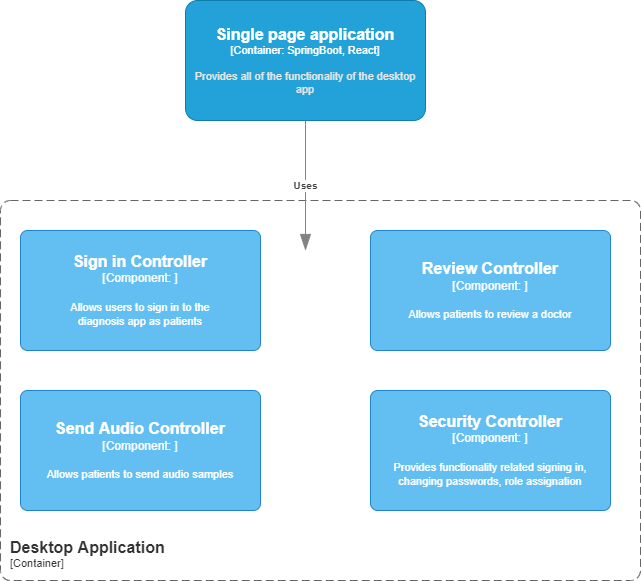 Single page application
[Container: SpringBoot, React]
Provides all of the functionality of the desktop
app
Uses
Sign in Controller
[Component: ]
Allows users to sign in to the
diagnosis app as patients
Review Controller
[Component: ]
Allows patients to review a doctor
Send Audio Controller
[Component: ]
Allows patients to send audio samples
Security Controller
[Component: ]
Provides functionality related signing in,
changing passwords, role assignation
Desktop Application
[Container]